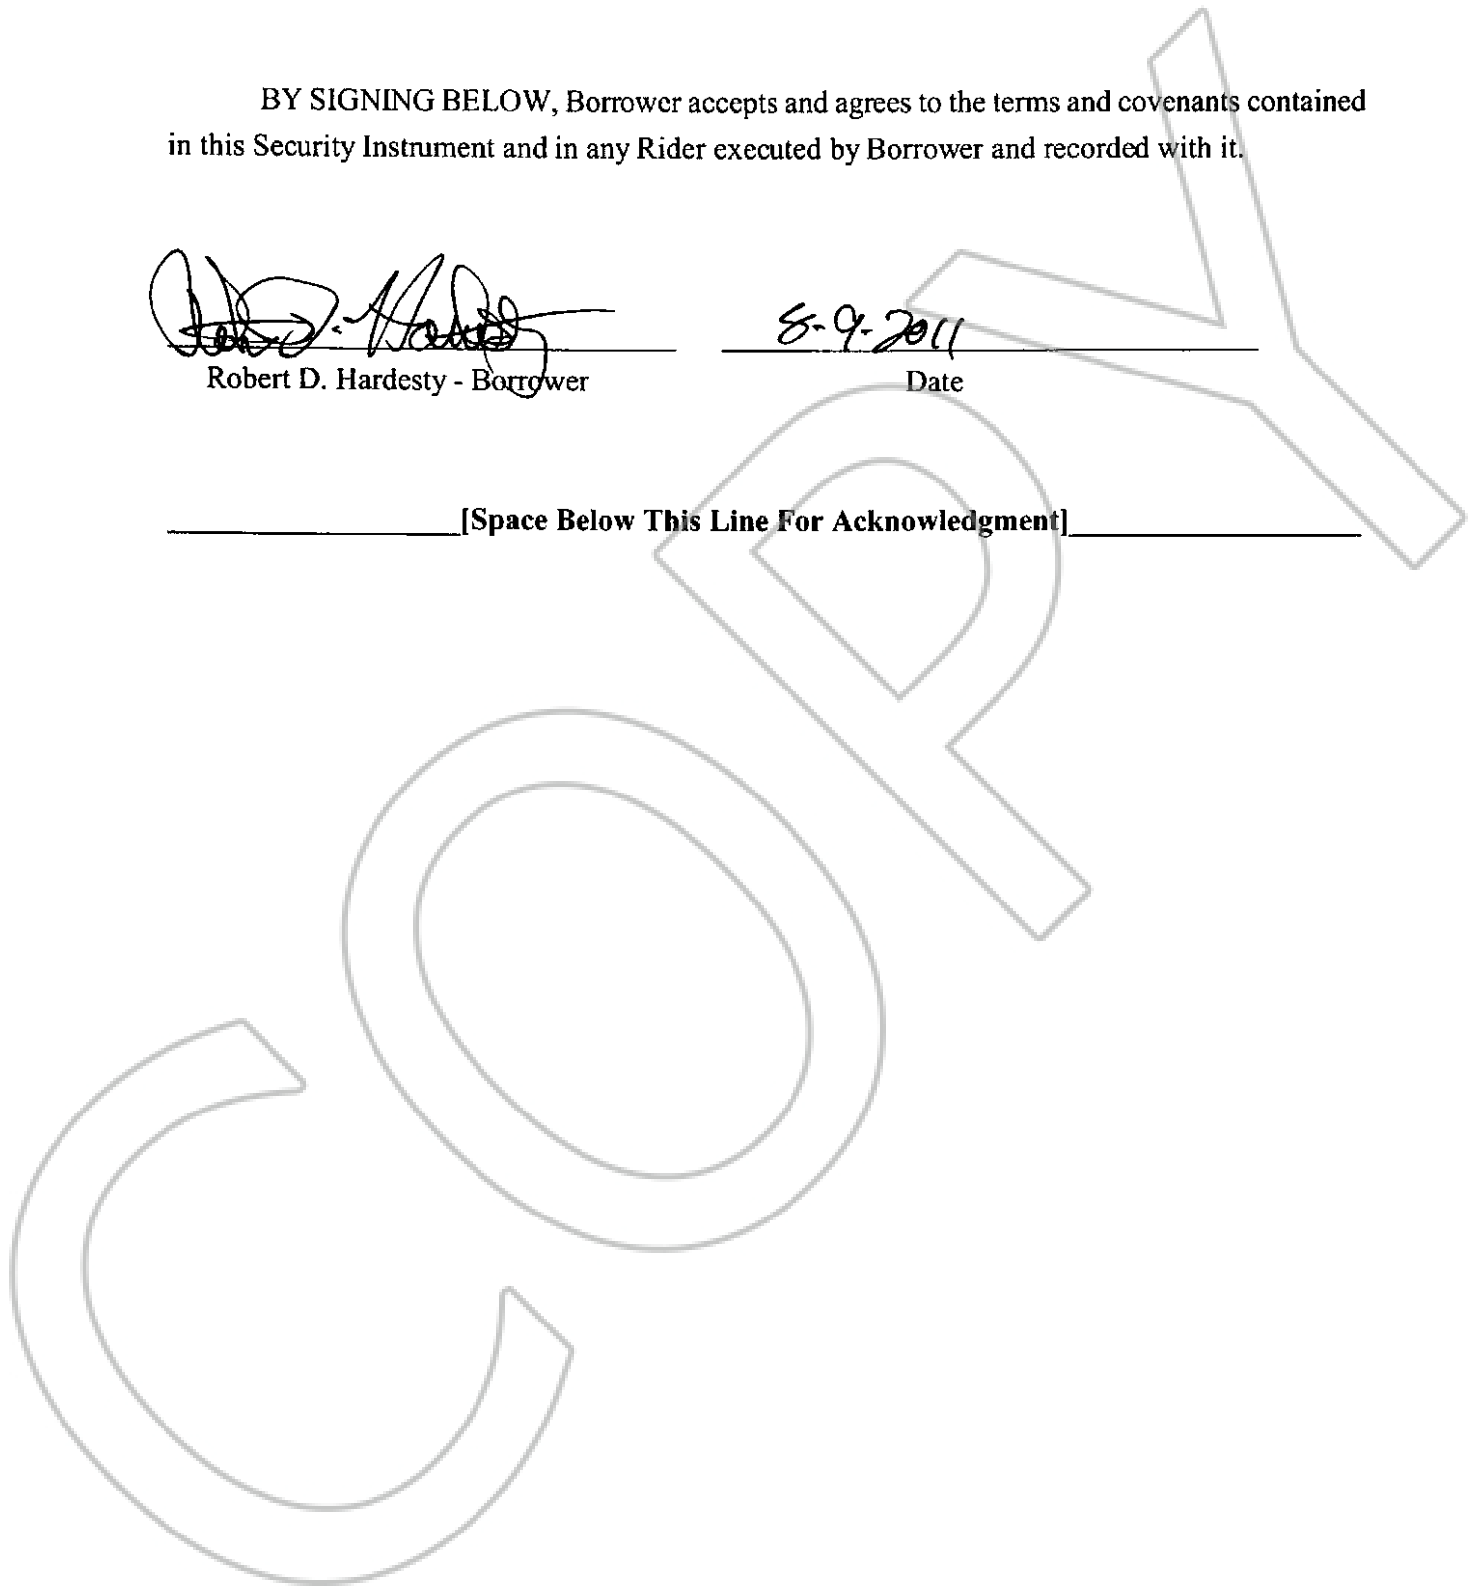 BY SIGNING BELOW, Borrower accepts and agrees to the terms and covenants contained
in this Security Instrument and in any Rider executed by Borrower and recorded with it.
Robert D. Hardesty 8-9-2011
Robert D. Hardesty - Borrower Date
[Space Below This Line For Acknowledgment]
COPY